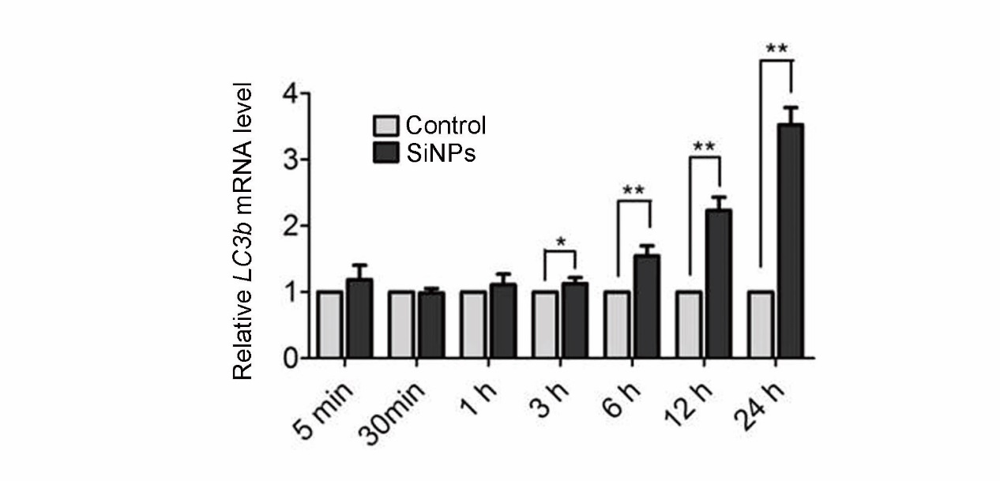 **
4
Control
SiNPs
3
**
**
2
*
1
0
Relative LC3b mRNA level
5 min
30min
1 h
3 h
6 h
12 h
24 h